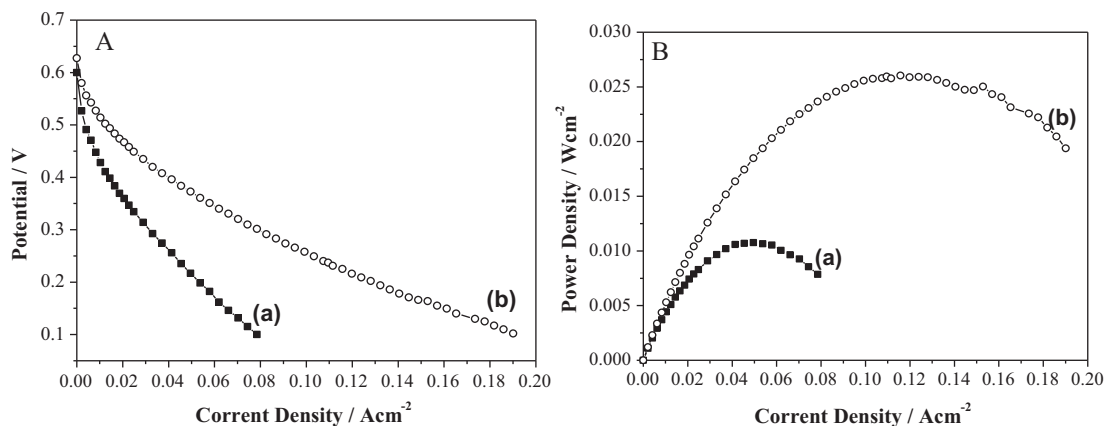 A
0.7
0.6
0.5
0.4
0.3
0.2
0.1
Potential / V
(a)
(b)
0.00 0.02 0.04 0.06 0.08 0.10 0.12 0.14 0.16 0.18 0.20
Corrent Density / Acm⁻²
B
0.030
0.025
0.020
0.015
0.010
0.005
0.000
Power Density / Wcm⁻²
(b)
(a)
0.00 0.02 0.04 0.06 0.08 0.10 0.12 0.14 0.16 0.18 0.20
Corrent Density / Acm⁻²